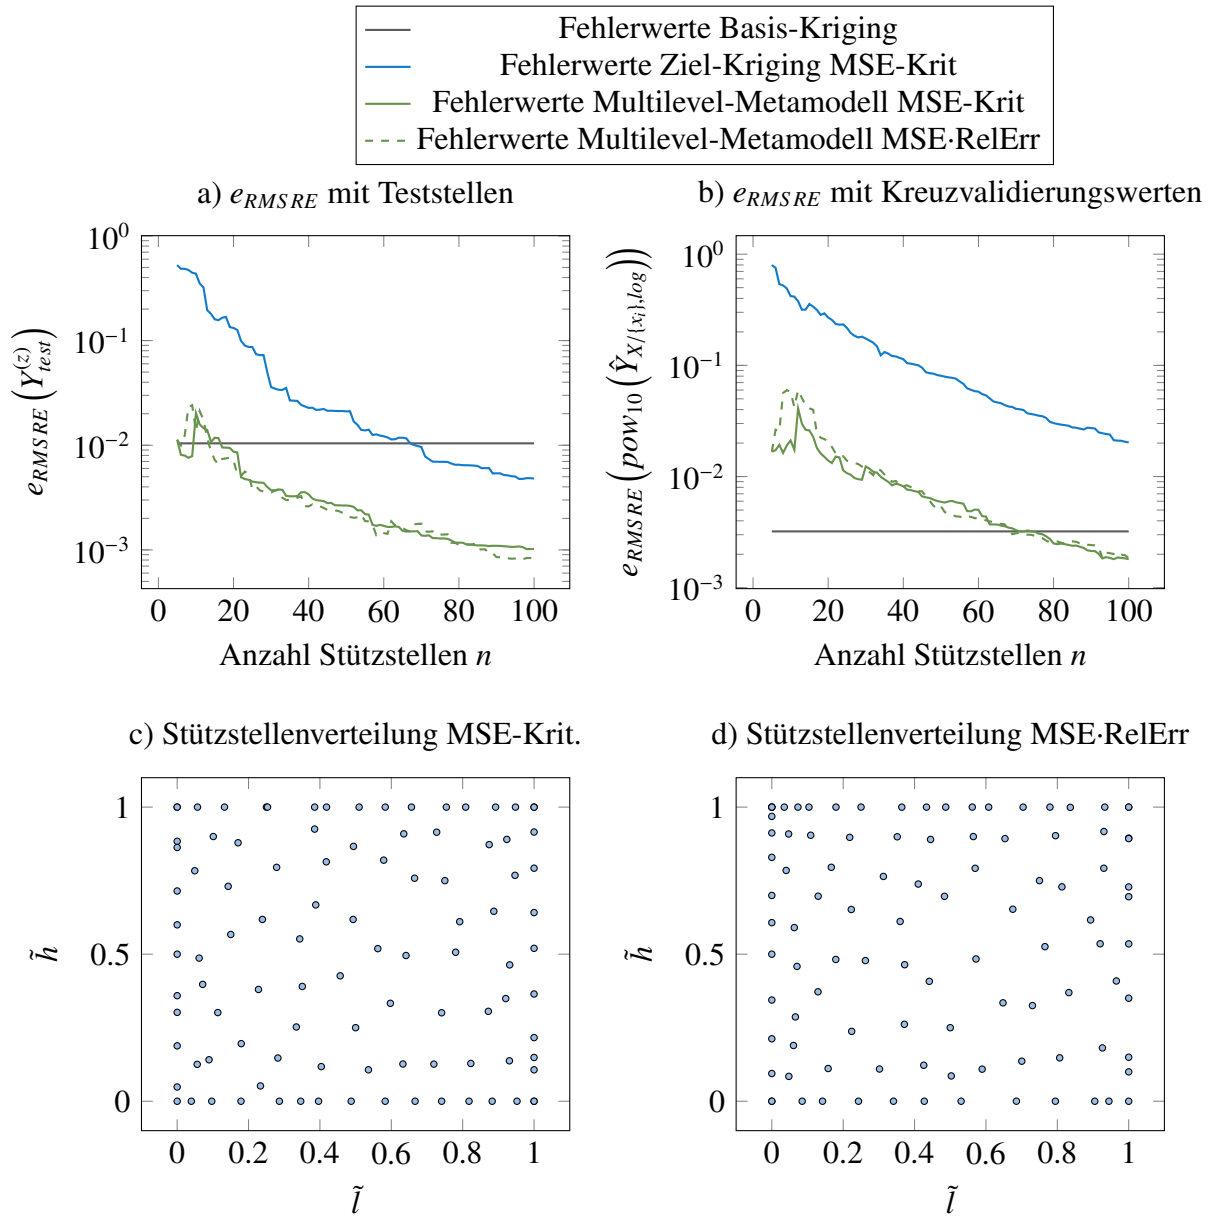 Fehlerwerte Basis-Kriging
Fehlerwerte Ziel-Kriging MSE-Krit
Fehlerwerte Multilevel-Metamodell MSE-Krit
Fehlerwerte Multilevel-Metamodell MSE·RelErr
a) e_RMSRE mit Teststellen
10^0
10^-1
10^-2
10^-3
0 20 40 60 80 100
e_RMSRE (Y_test^(z))
Anzahl Stützstellen n
b) e_RMSRE mit Kreuzvalidierungswerten
10^0
10^-1
10^-2
10^-3
0 20 40 60 80 100
e_RMSRE (pow_10 (Ŷ_X/{x_i},log))
Anzahl Stützstellen n
c) Stützstellenverteilung MSE-Krit.
1
0.5
0
0 0.2 0.4 0.6 0.8 1
h̃
l̃
d) Stützstellenverteilung MSE·RelErr
1
0.5
0
0 0.2 0.4 0.6 0.8 1
h̃
l̃